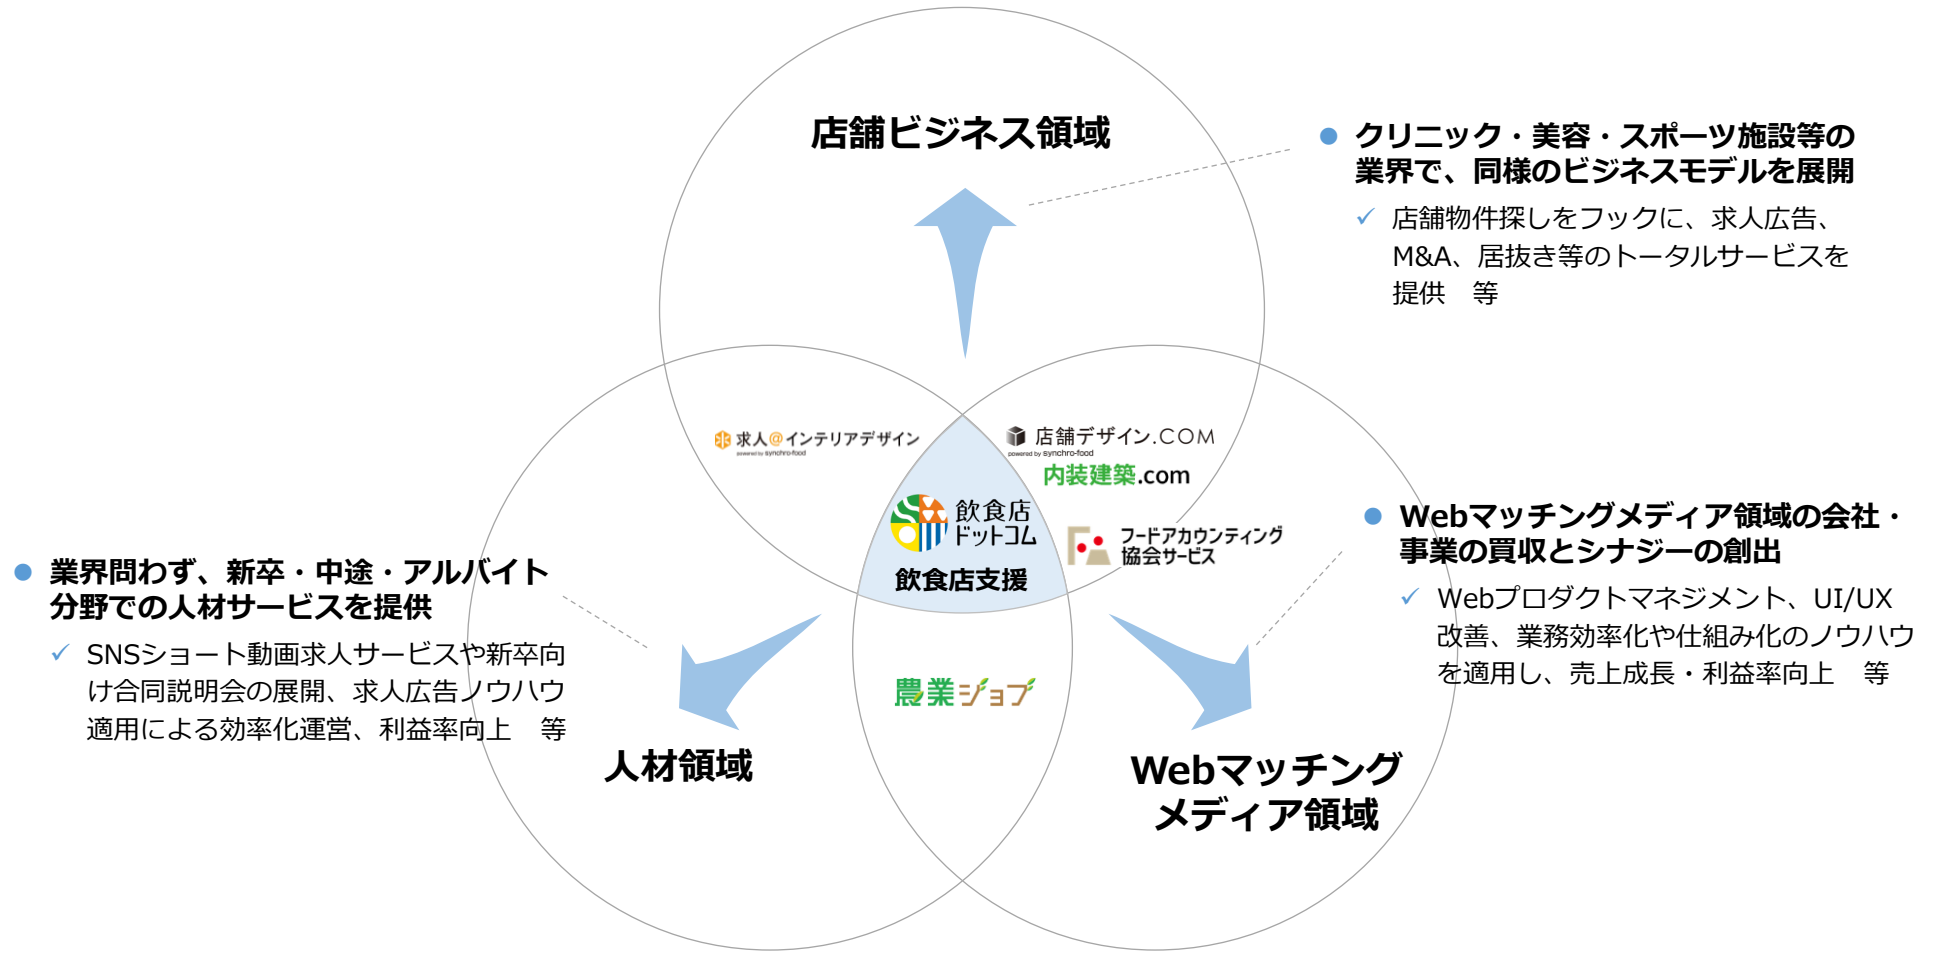 店舗ビジネス領域
クリニック・美容・スポーツ施設等の
業界で、同様のビジネスモデルを展開
店舗物件探しをフックに、求人広告、
M&A、居抜き等のトータルサービスを
提供　等
求人@インテリアデザイン
powered by synchro-food
店舗デザイン.COM
powered by synchro-food
内装建築.com
飲食店
ドットコム
飲食店支援
フードアカウンティング
協会サービス
Webマッチングメディア領域の会社・
事業の買収とシナジーの創出
Webプロダクトマネジメント、UI/UX
改善、業務効率化や仕組み化のノウハウ
を適用し、売上成長・利益率向上　等
業界問わず、新卒・中途・アルバイト
分野での人材サービスを提供
SNSショート動画求人サービスや新卒向
け合同説明会の展開、求人広告ノウハウ
適用による効率化運営、利益率向上　等
農業ジョブ
人材領域
Webマッチング
メディア領域